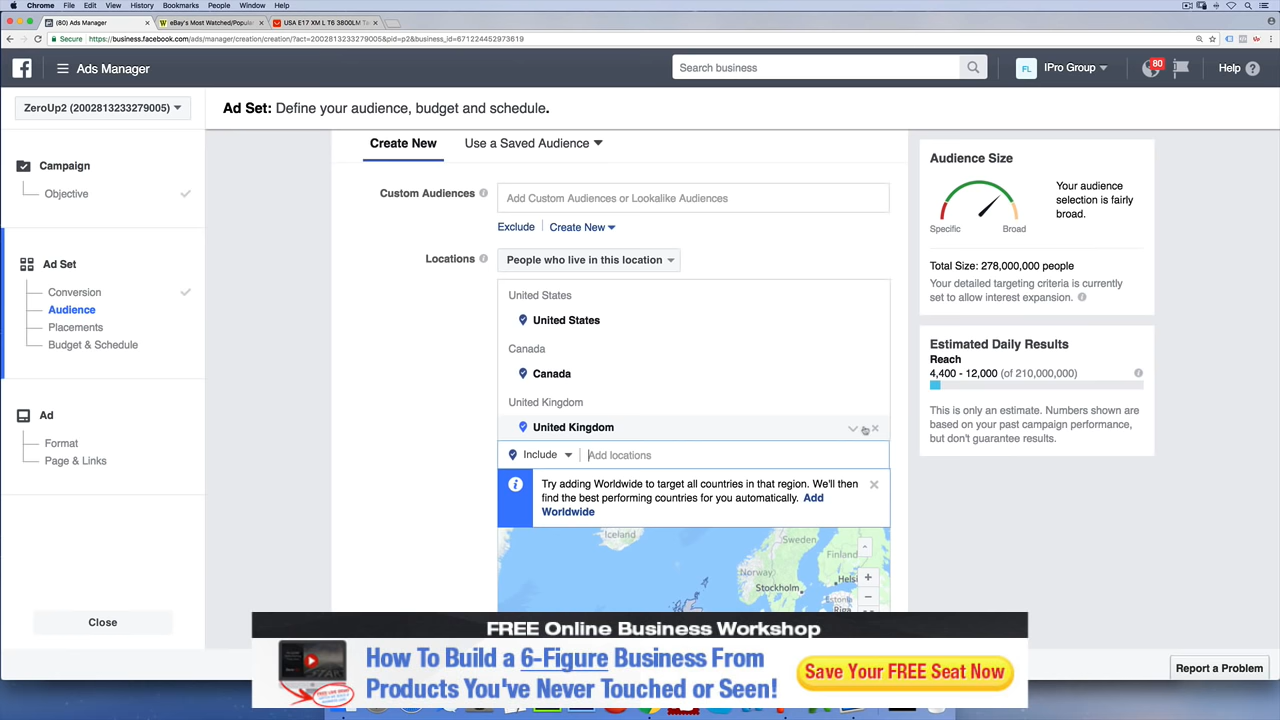 Chrome File Edit View History Bookmarks People Window Help
(80) Ads Manager
eBay's Most Watched/Popula
USA E17 XM L T6 3800LM Ta
Secure https://business.facebook.com/ads/manager/creation/creation/?act=2002813233279005&pid=p2&business_id=671224452973619
Ads Manager
Search business
FL IPro Group
80
Help
ZeroUp2 (2002813233279005)
Ad Set: Define your audience, budget and schedule.
Campaign
Objective
Ad Set
Conversion
Audience
Placements
Budget & Schedule
Ad
Format
Page & Links
Close
Create New
Use a Saved Audience
Custom Audiences
Add Custom Audiences or Lookalike Audiences
Exclude
Create New
Locations
People who live in this location
United States
United States
Canada
Canada
United Kingdom
United Kingdom
Include
Add locations
Try adding Worldwide to target all countries in that region. We'll then
find the best performing countries for you automatically. Add
Worldwide
Iceland
Sweden
Finland
Norway
Helsi
Stockholm
Estonia
Riga
Audience Size
Your audience
selection is fairly
broad.
Specific
Broad
Total Size: 278,000,000 people
Your detailed targeting criteria is currently
set to allow interest expansion.
Estimated Daily Results
Reach
4,400 - 12,000 (of 210,000,000)
This is only an estimate. Numbers shown are
based on your past campaign performance,
but don't guarantee results.
Report a Problem
FREE Online Business Workshop
How To Build a 6-Figure Business From
Products You've Never Touched or Seen!
Save Your FREE Seat Now